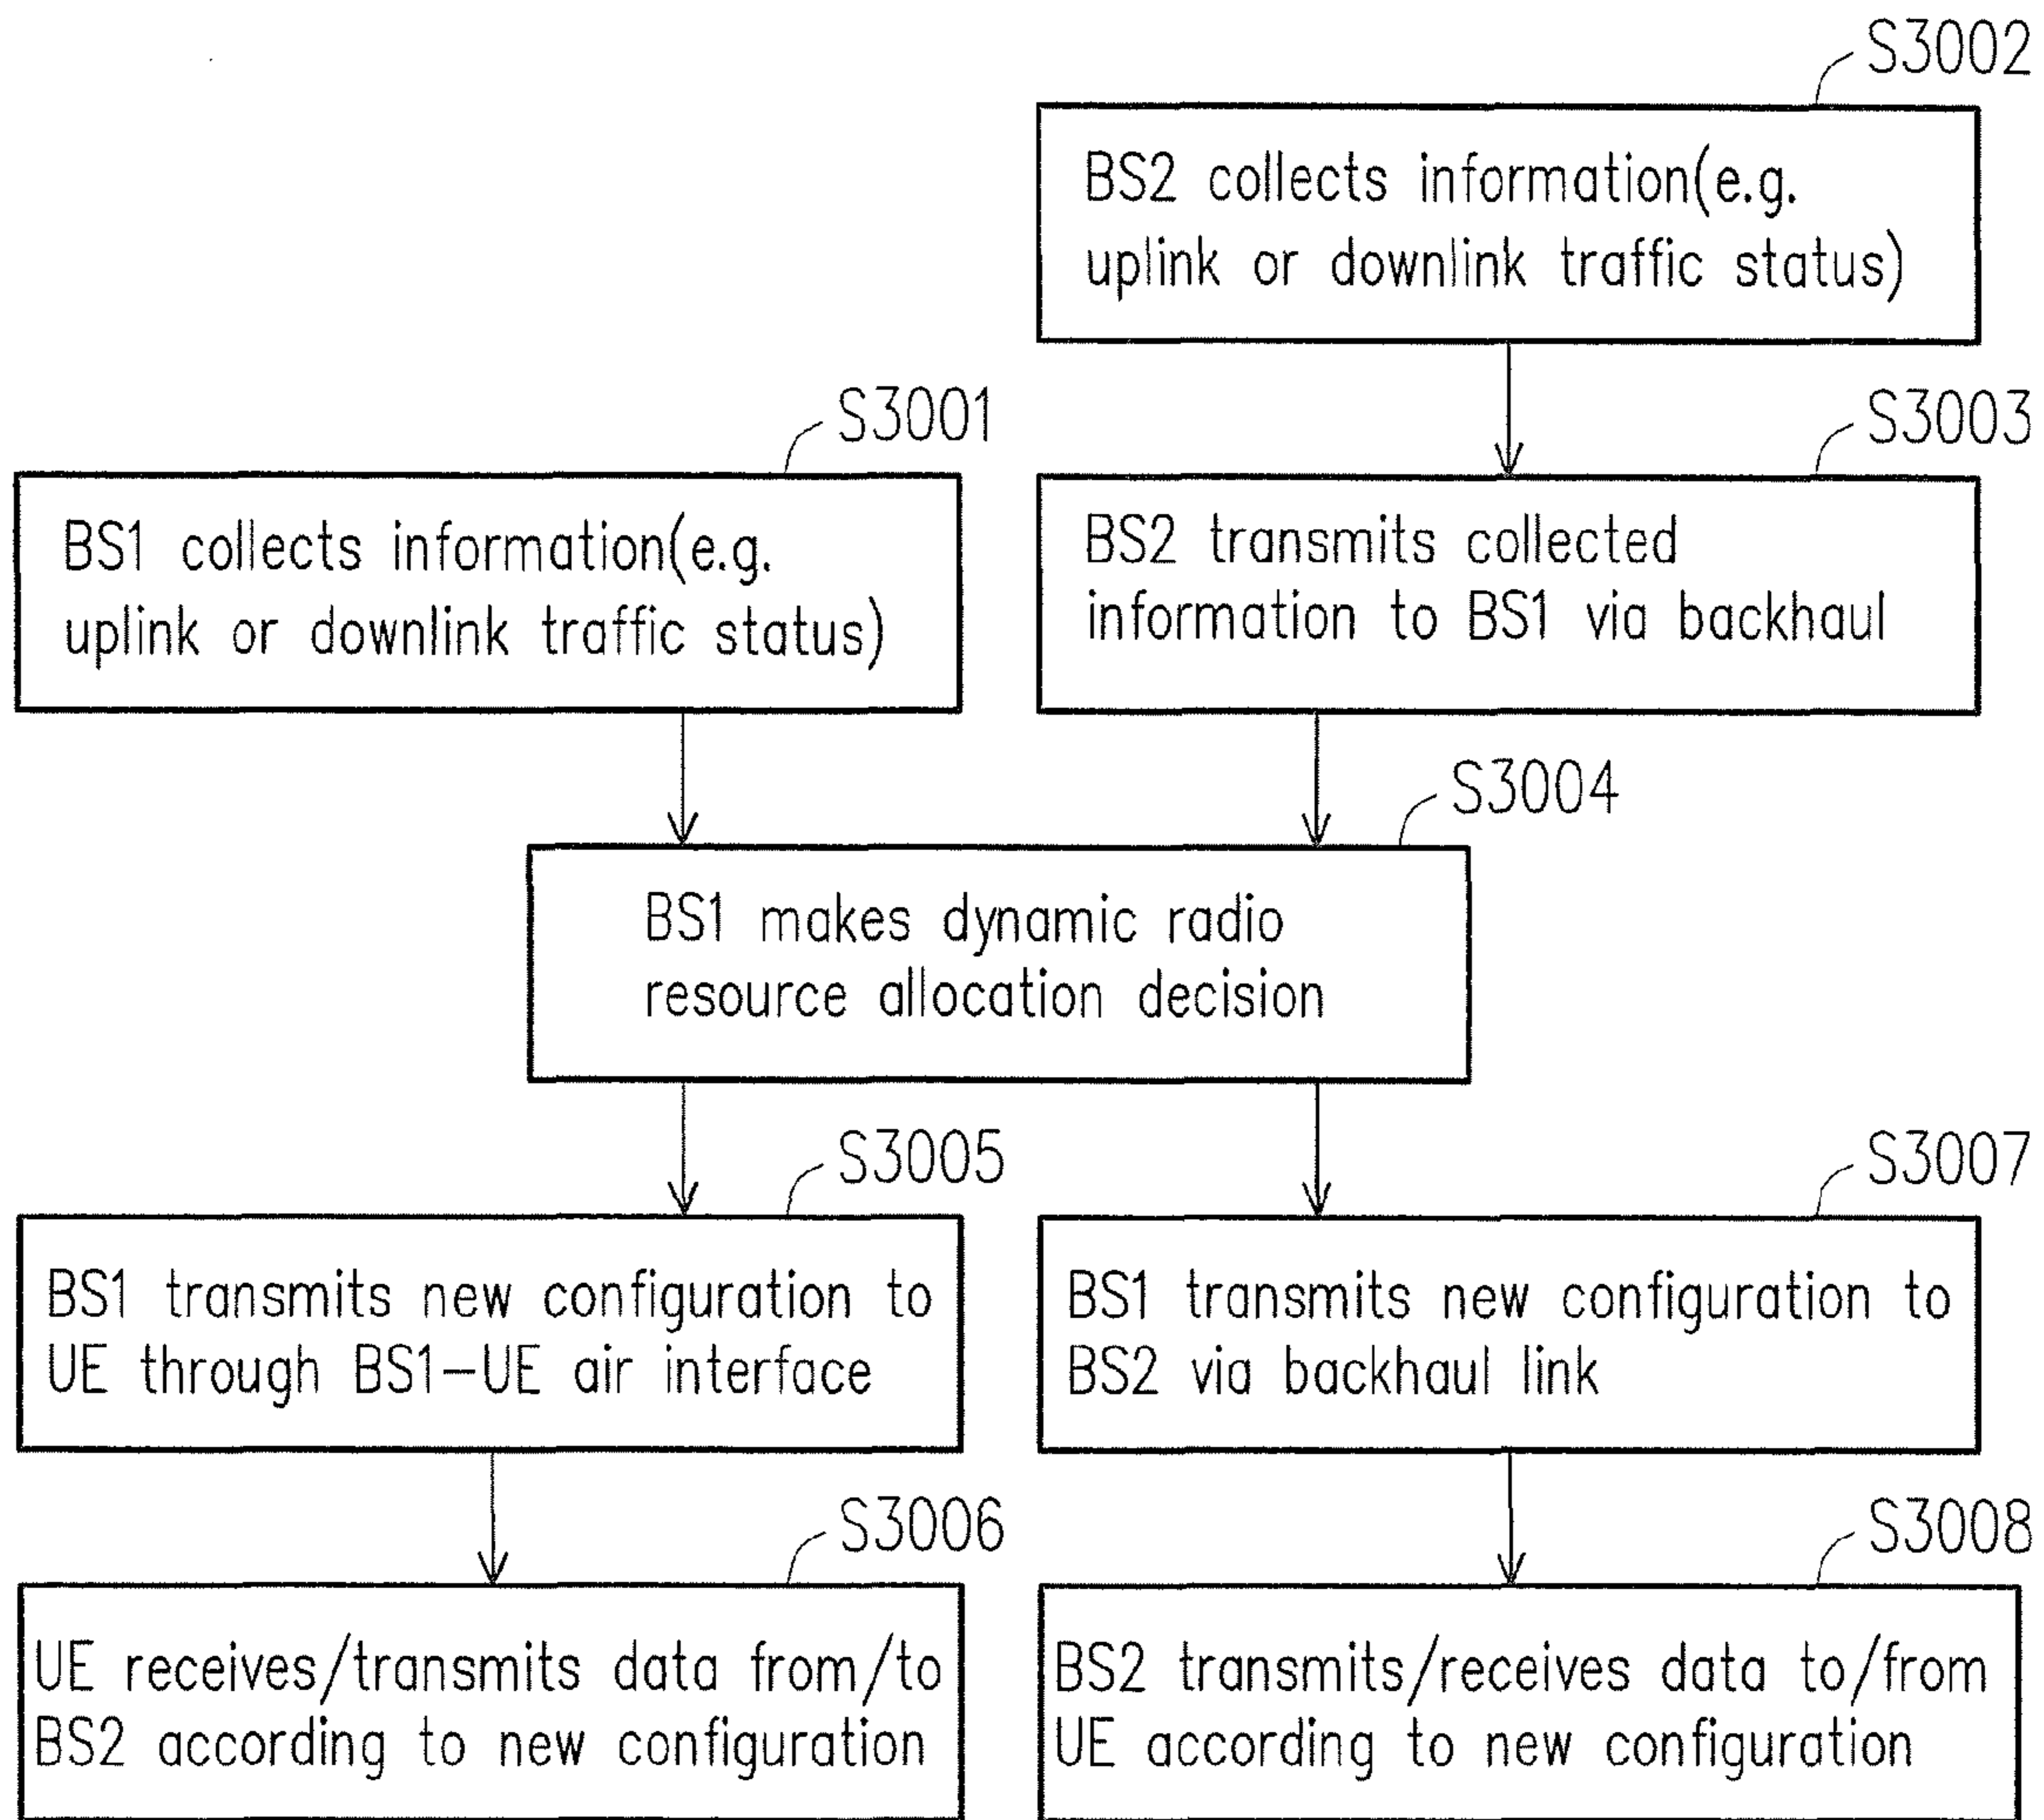 S3002
BS2 collects information(e.g.
uplink or downlink traffic status)
S3001
S3003
BS1 collects information(e.g.
uplink or downlink traffic status)
BS2 transmits collected
information to BS1 via backhaul
S3004
BS1 makes dynamic radio
resource allocation decision
S3005
S3007
BS1 transmits new configuration to
UE through BS1-UE air interface
BS1 transmits new configuration to
BS2 via backhaul link
S3006
S3008
UE receives/transmits data from/to
BS2 according to new configuration
BS2 transmits/receives data to/from
UE according to new configuration